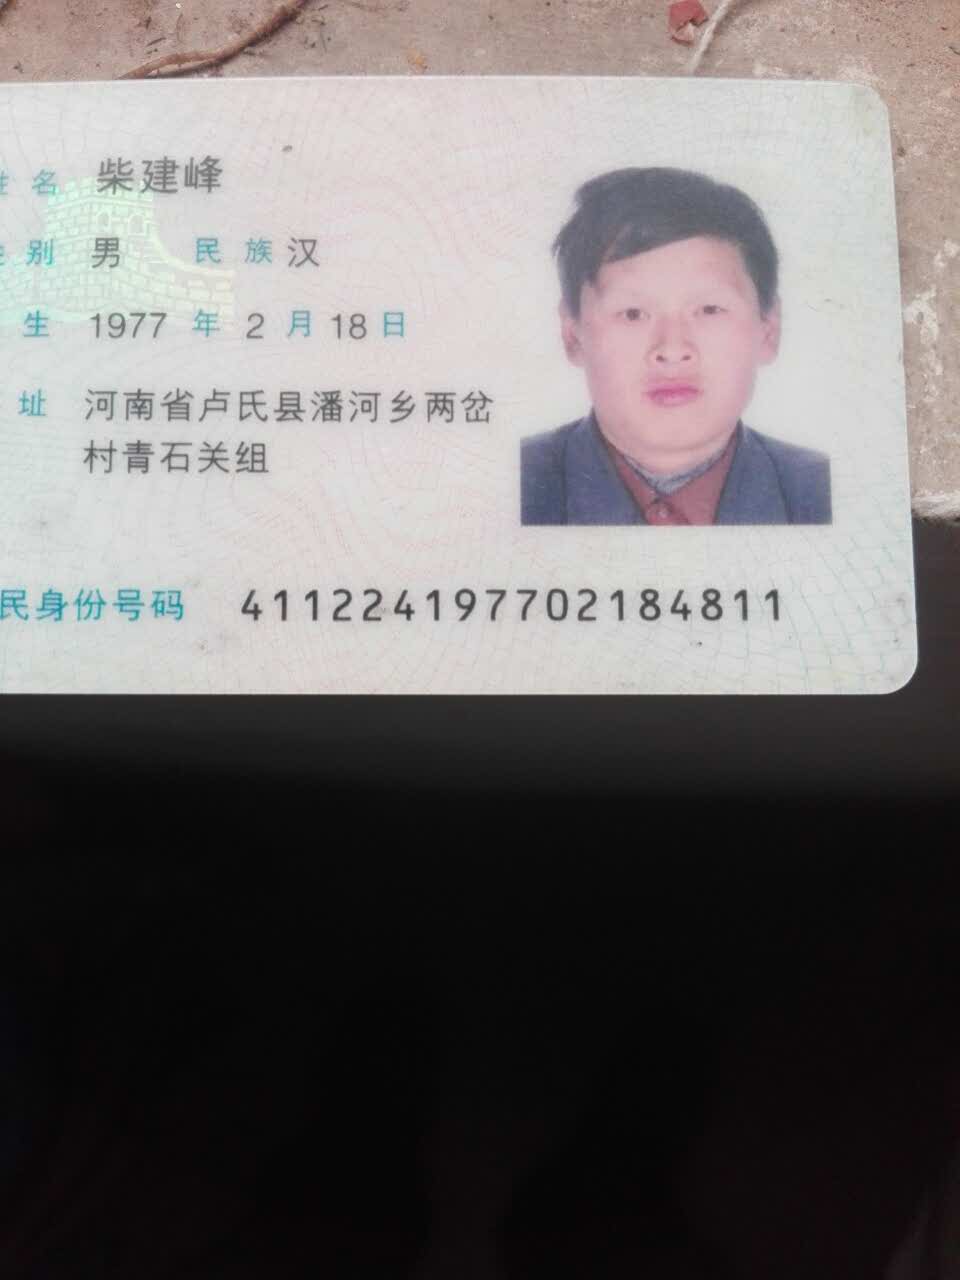 姓名 柴建峰
性别 男 民族 汉
生 1977 年 2 月 18 日
址 河南省卢氏县潘河乡两岔
村青石关组
民身份号码 411224197702184811